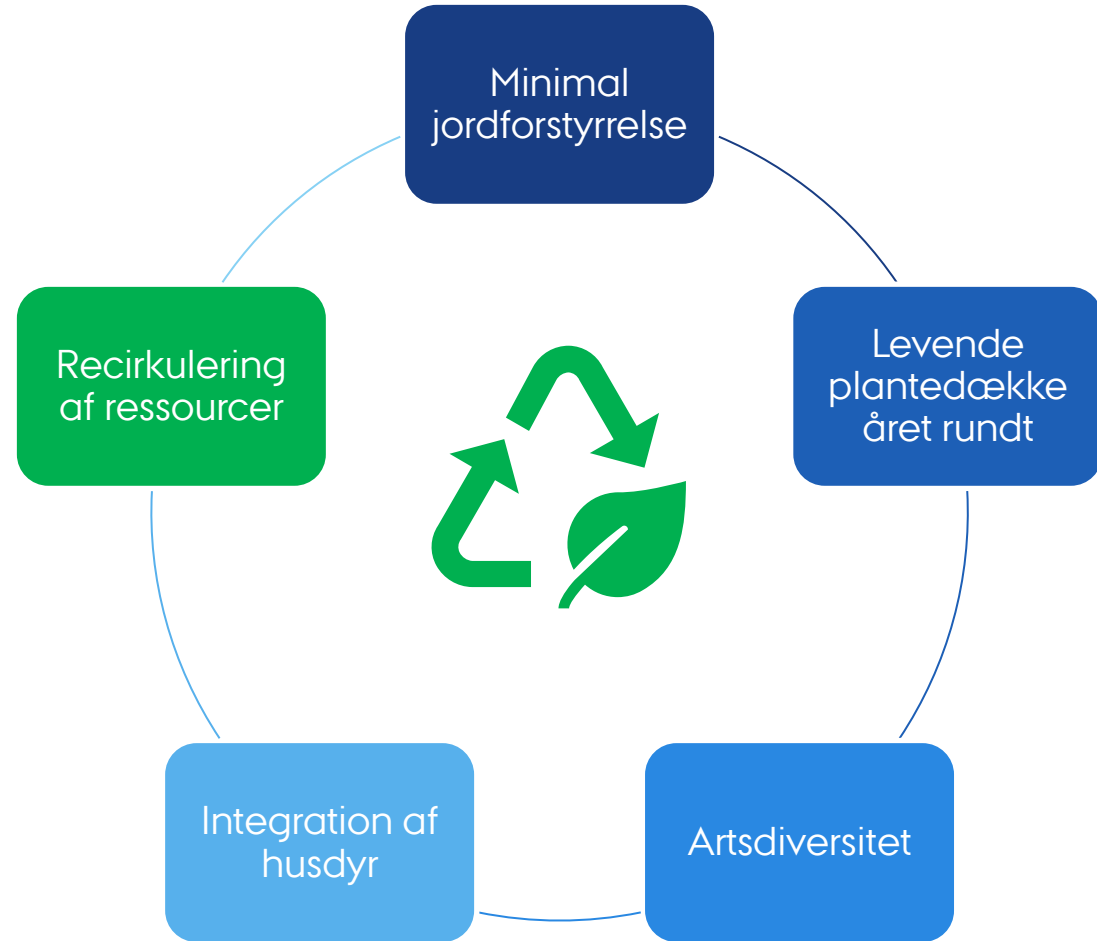 Minimal
jordforstyrrelse
Levende
plantedække
året rundt
Artsdiversitet
Integration af
husdyr
Recirkulering
af ressourcer